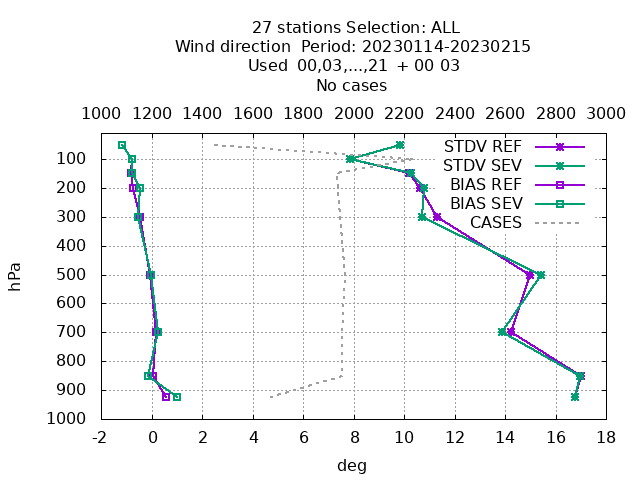 27 stations Selection: ALL
Wind direction  Period: 20230114-20230215
Used  00,03,...,21  + 00 03
No cases
1000 1200 1400 1600 1800 2000 2200 2400 2600 2800 3000
STDV REF
STDV SEV
BIAS REF
BIAS SEV
CASES
hPa
100
200
300
400
500
600
700
800
900
1000
-2 0 2 4 6 8 10 12 14 16 18
deg